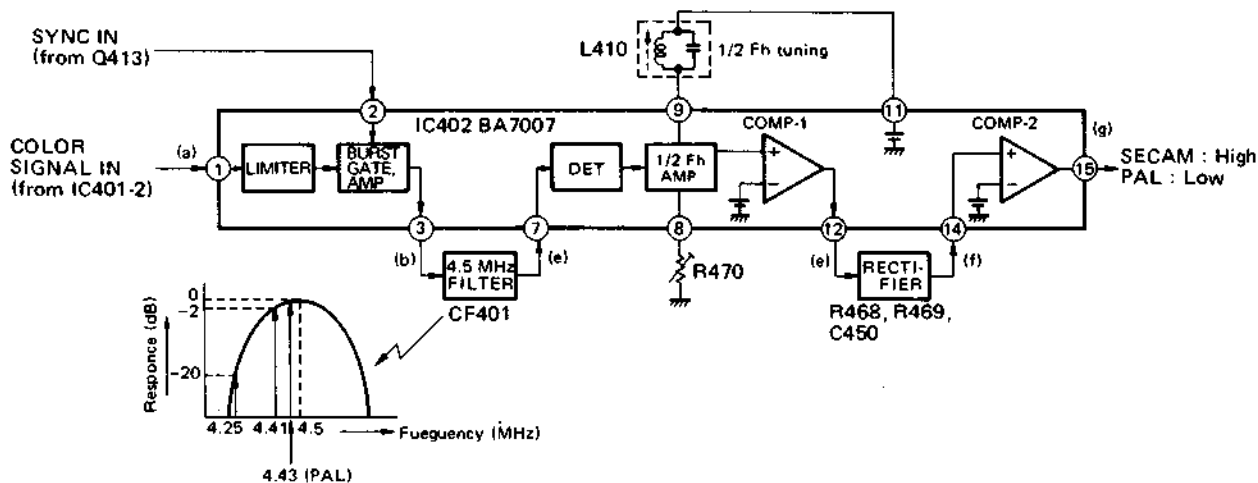 SYNC IN
(from Q413)
L410
1/2 Fh tuning
2
9
11
IC402 BA7007
COMP-1
COMP-2
(g)
COLOR
SIGNAL IN
(from IC401-2)
(a)
1
LIMITER
BURST
GATE,
AMP
DET
1/2 Fh
AMP
+
−
+
−
15
SECAM : High
PAL : Low
3
7
8
12
14
(b)
4.5 MHz
FILTER
(e)
CF401
R470
(e)
RECTI-
FIER
(f)
R468, R469,
C450
Responce (dB)
0
−2
−20
4.25
4.41
4.5
Fueguency (MHz)
4.43 (PAL)